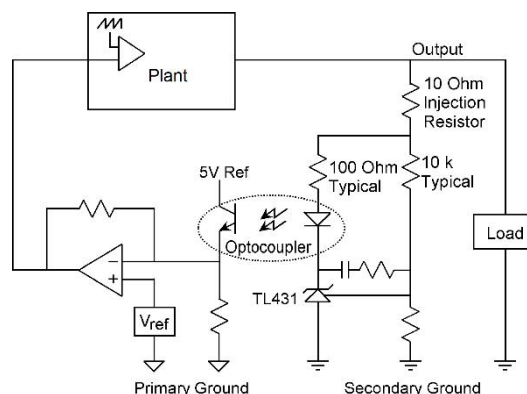 Plant
Output
10 Ohm
Injection
Resistor
100 Ohm
Typical
10 k
Typical
5V Ref
Optocoupler
Load
−
+
Vref
TL431
Primary Ground
Secondary Ground